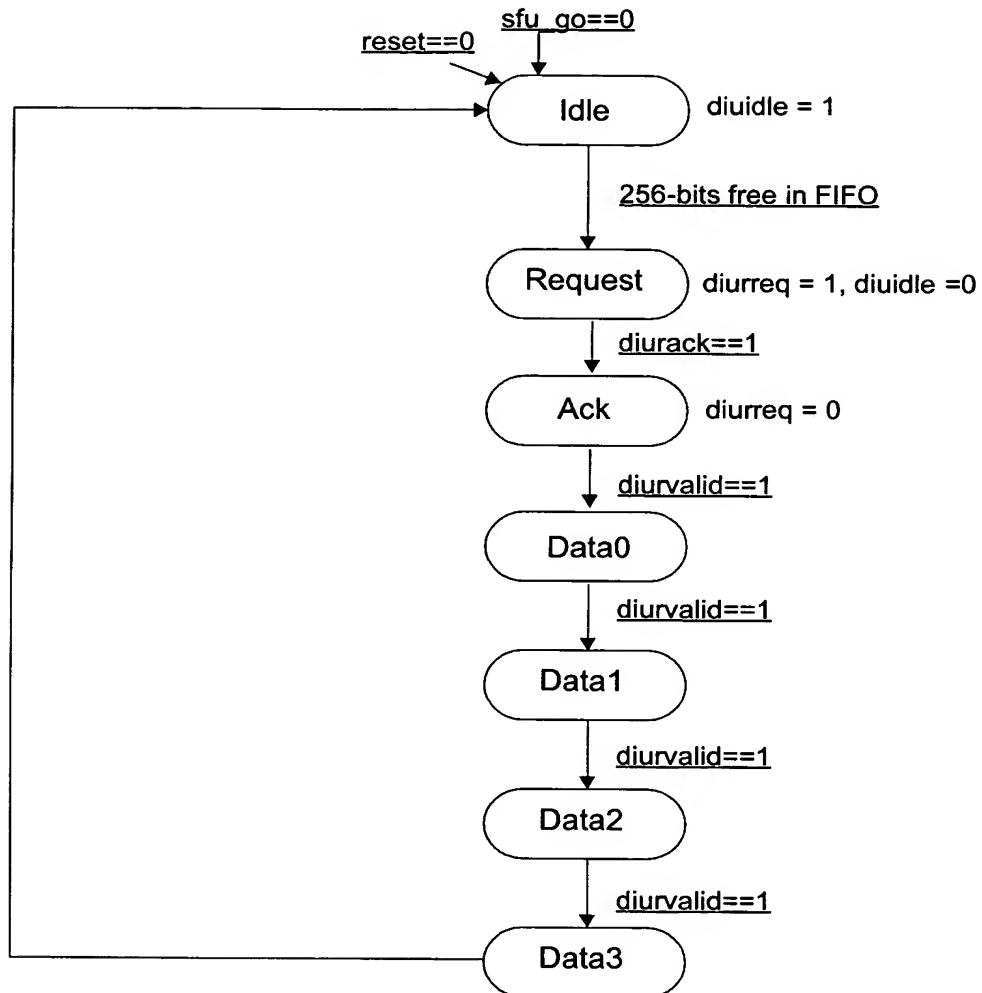 sfu_go==0
reset==0
Idle
diuidle = 1
256-bits free in FIFO
Request
diurreq = 1, diuidle =0
diurack==1
Ack
diurreq = 0
diurvalid==1
Data0
diurvalid==1
Data1
diurvalid==1
Data2
diurvalid==1
Data3